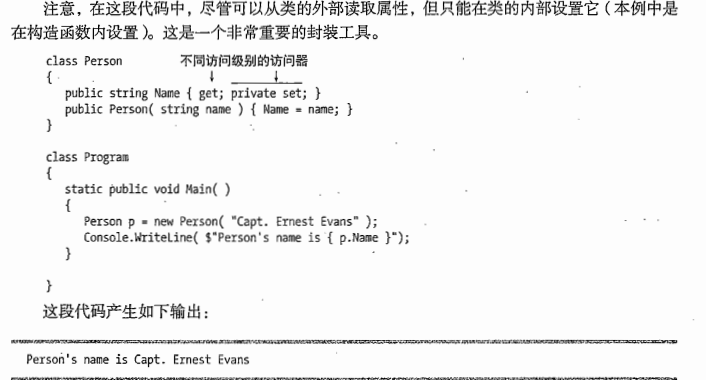 注意，在这段代码中，尽管可以从类的外部读取属性，但只能在类的内部设置它（本例中是
在构造函数内设置）。这是一个非常重要的封装工具。
class Person 不同访问级别的访问器
{ ↓ ↓
public string Name { get; private set; }
public Person( string name ) { Name = name; }
}
class Program
{
static public void Main( )
{
Person p = new Person( "Capt. Ernest Evans" );
Console.WriteLine( $"Person's name is { p.Name }");
}
}
这段代码产生如下输出：
Person's name is Capt. Ernest Evans